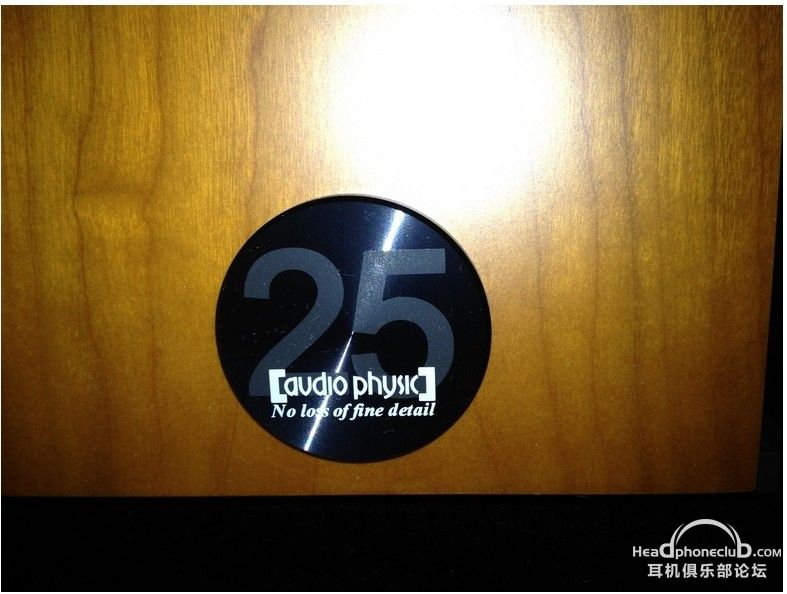 25
[audio physic]
No loss of fine detail
HeadphoneclUb.com
耳机俱乐部论坛